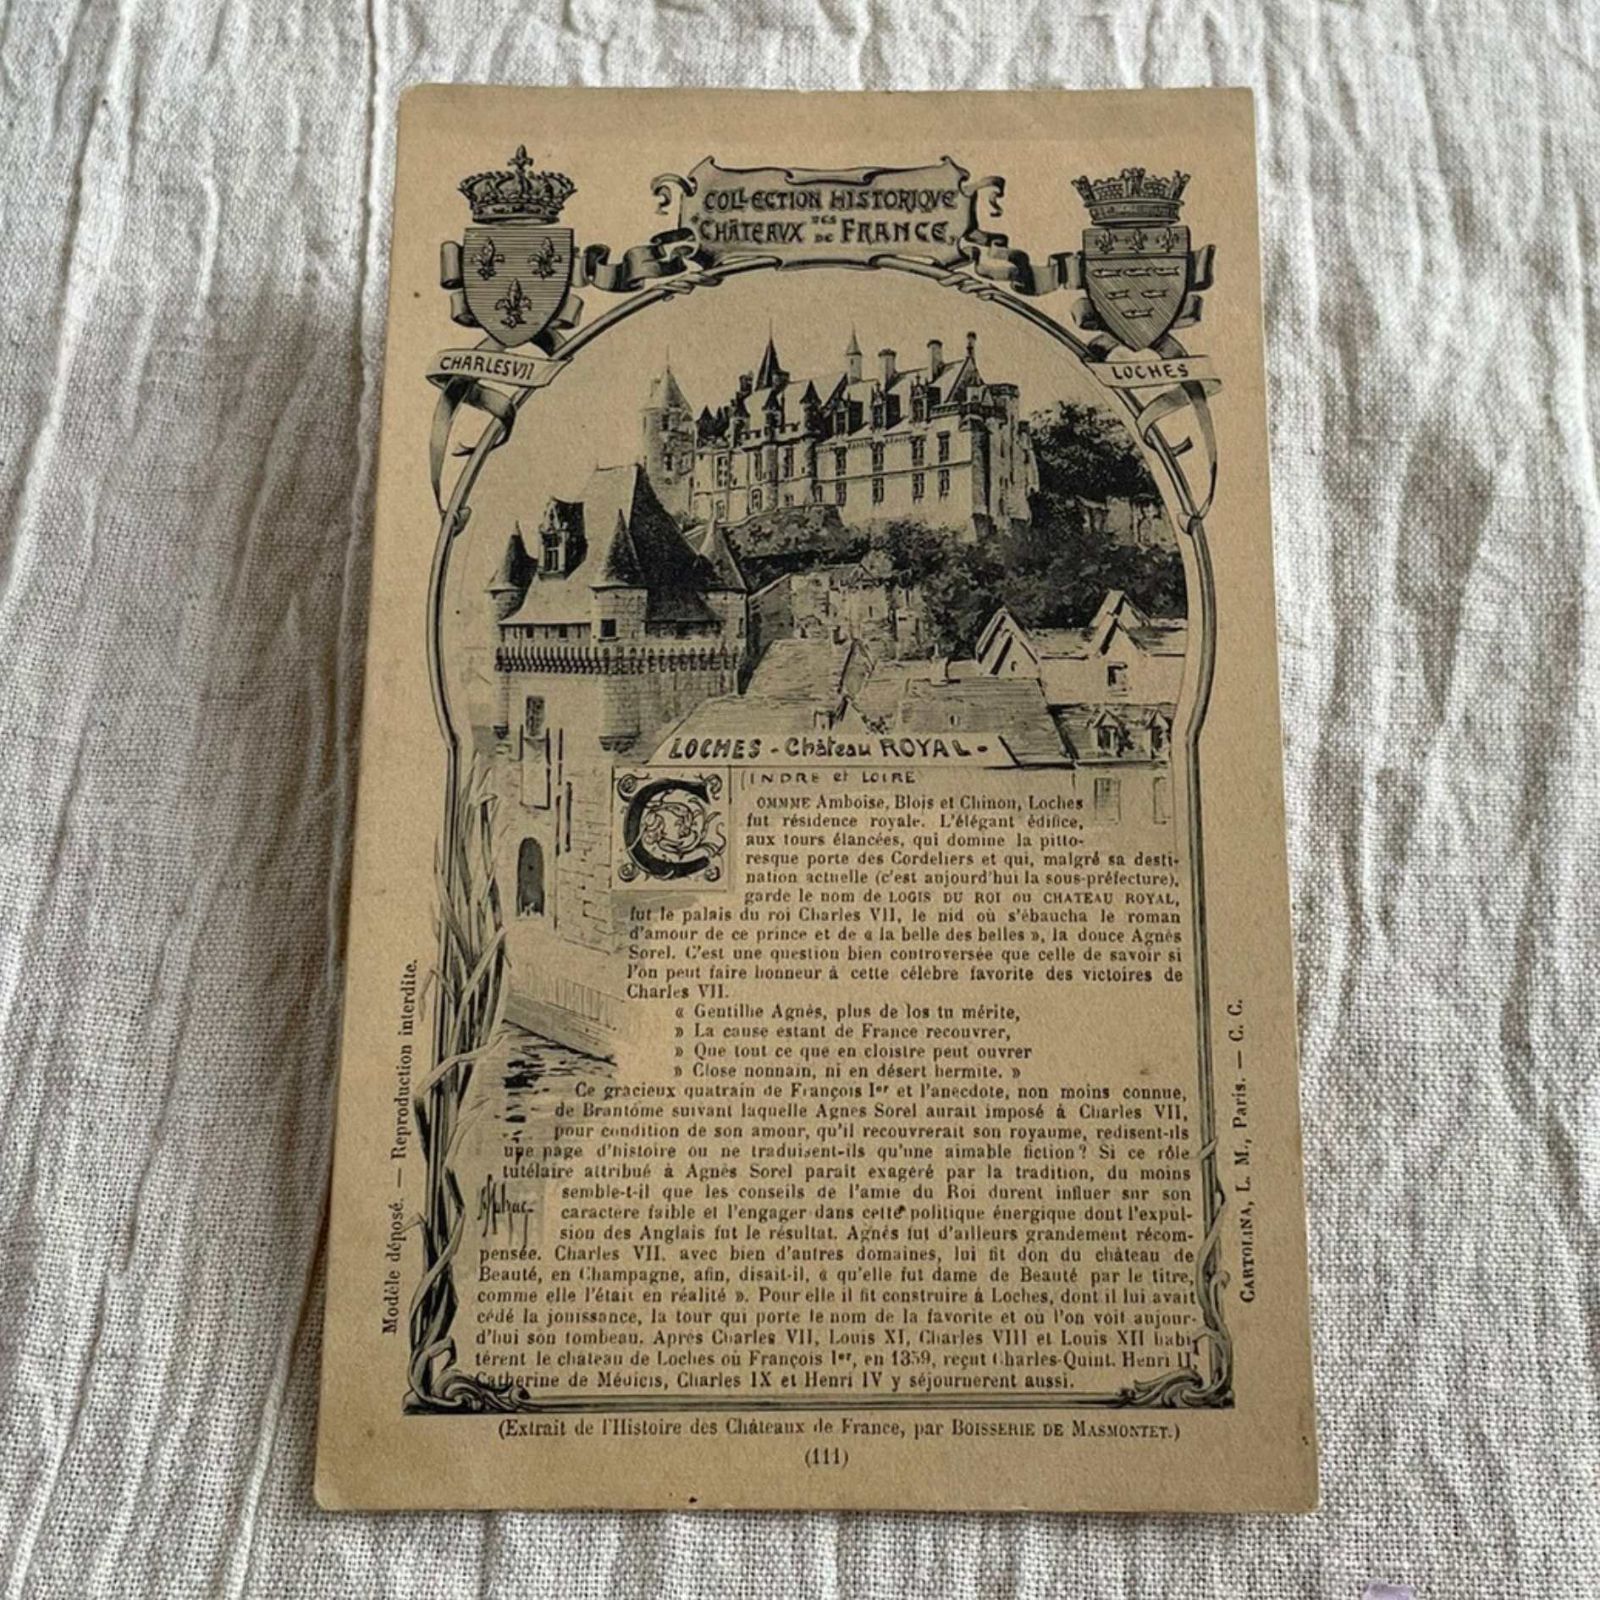 COLLECTION HISTORIQVE
DES
CHÂTEAVX DE FRANCE
CHARLES VII
LOCHES
LOCHES - Château ROYAL -
(INDRE et LOIRE
COMMME Amboise, Blois et Chinon, Loches
fut résidence royale. L'élégant édifice,
aux tours élancées, qui domine la pitto-
resque porte des Cordeliers et qui, malgré sa desti-
nation actuelle (c'est aujourd'hui la sous-préfecture),
garde le nom de LOGIS DU ROI OU CHATEAU ROYAL,
fut le palais du roi Charles VII, le nid où s'ébaucha le roman
d'amour de ce prince et de « la belle des belles », la douce Agnès
Sorel. C'est une question bien controversée que celle de savoir si
l'on peut faire honneur à cette célèbre favorite des victoires de
Charles VII.
« Gentille Agnès, plus de los tu mérite,
» La cause estant de France recouvrer,
» Que tout ce que en cloistre peut ouvrer
» Close nonnain, ni en désert hermite. »
Ce gracieux quatrain de François Ier et l'anecdote, non moins connue,
de Brantôme suivant laquelle Agnès Sorel aurait imposé à Charles VII,
pour condition de son amour, qu'il recouvrerait son royaume, redisent-ils
une page d'histoire ou ne traduisent-ils qu'une aimable fiction ? Si ce rôle
tutélaire attribué à Agnès Sorel paraît exagéré par la tradition, du moins
semble-t-il que les conseils de l'amie du Roi durent influer sur son
caractère faible et l'engager dans cette politique énergique dont l'expul-
sion des Anglais fut le résultat. Agnès fut d'ailleurs grandement récom-
pensée. Charles VII, avec bien d'autres domaines, lui fit don du château de
Beauté, en Champagne, afin, disait-il, « qu'elle fut dame de Beauté par le titre,
comme elle l'était en réalité ». Pour elle il fit construire à Loches, dont il lui avait
cédé la jouissance, la tour qui porte le nom de la favorite et où l'on voit aujour-
d'hui son tombeau. Après Charles VII, Louis XI, Charles VIII et Louis XII habi-
tèrent le château de Loches où François Ier, en 1359, reçut Charles-Quint. Henri II,
Catherine de Médicis, Charles IX et Henri IV y séjournèrent aussi.
(Extrait de l'Histoire des Châteaux de France, par BOISSERIE DE MASMONTET.)
(111)
Modèle déposé. — Reproduction interdite.
CARTOLINA, L. M., Paris. — C. C.